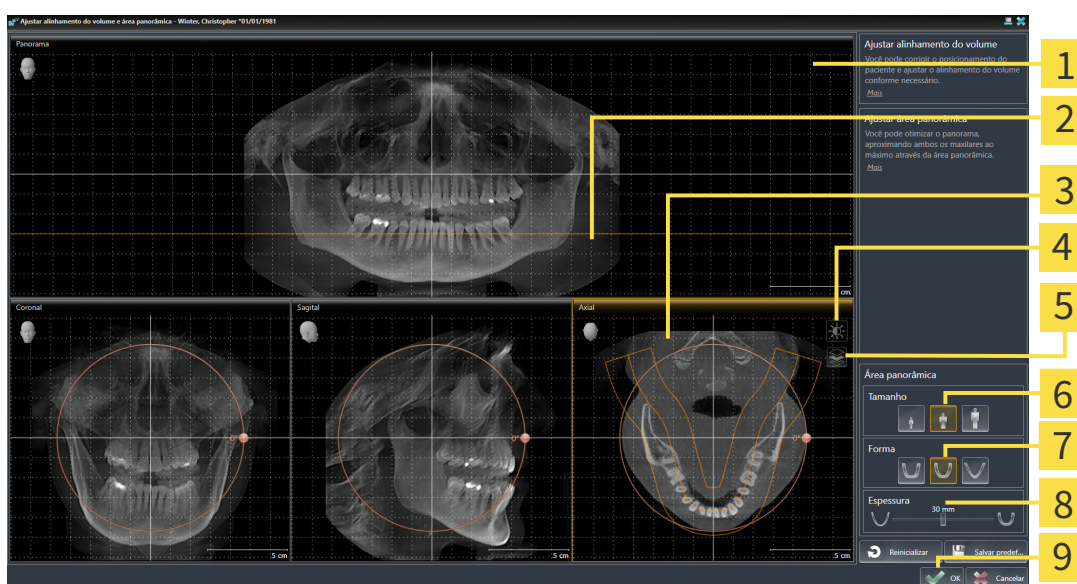 Ajustar alinhamento do volume e área panorâmica - Winter, Christopher *01/01/1981
Panorama
cm
Ajustar alinhamento do volume
Você pode corrigir o posicionamento do
paciente e ajustar o alinhamento do volume
conforme necessário.
Mais
Ajustar área panorâmica
Você pode otimizar o panorama,
aproximando ambos os maxilares ao
máximo através da área panorâmica.
Mais
1
2
3
4
5
Coronal
0°
5 cm
Sagital
0°
5 cm
Axial
0°
5 cm
Área panorâmica
Tamanho
6
Forma
7
Espessura
30 mm
8
Reinicializar
Salvar predef...
OK
Cancelar
9